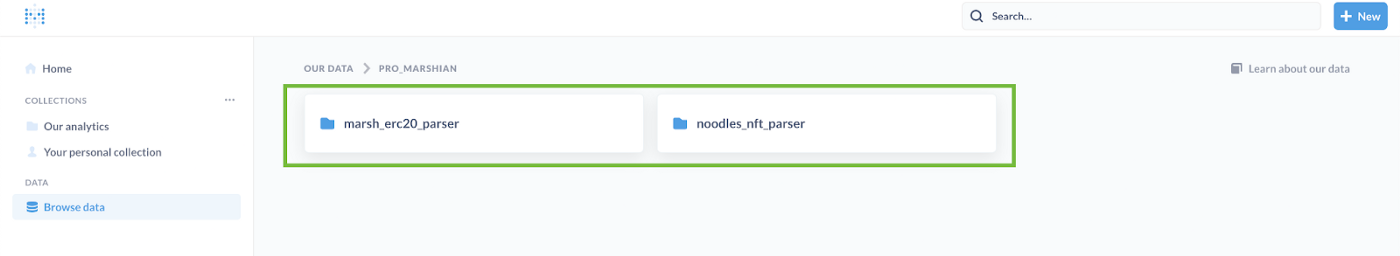 Search...
New
Home
OUR DATA > PRO_MARSHIAN
Learn about our data
COLLECTIONS ...
marsh_erc20_parser
noodles_nft_parser
Our analytics
Your personal collection
DATA
Browse data